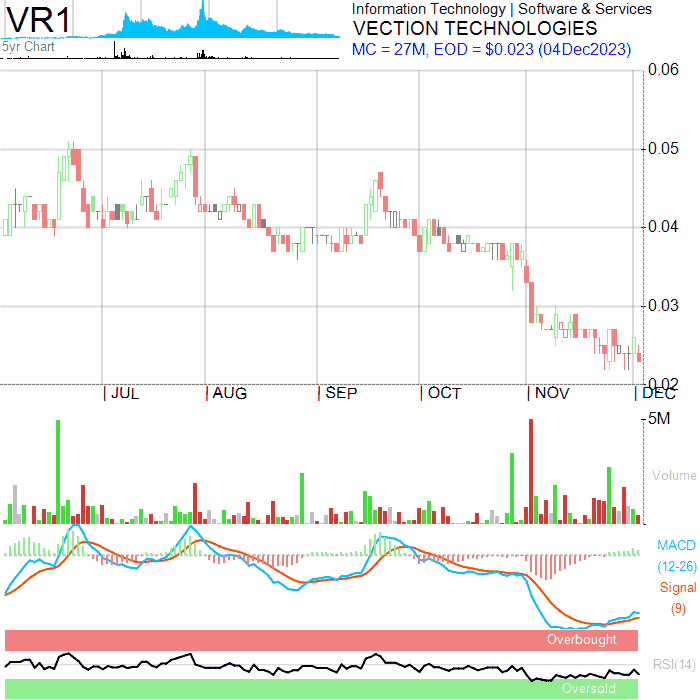 VR1
Information Technology | Software & Services
VECTION TECHNOLOGIES
MC = 27M, EOD = $0.023 (04Dec2023)
5yr Chart
0.06
0.05
0.04
0.03
0.02
JUL AUG SEP OCT NOV DEC
5M
Volume
MACD
(12-26)
Signal
(9)
Overbought
RSI(14)
Oversold